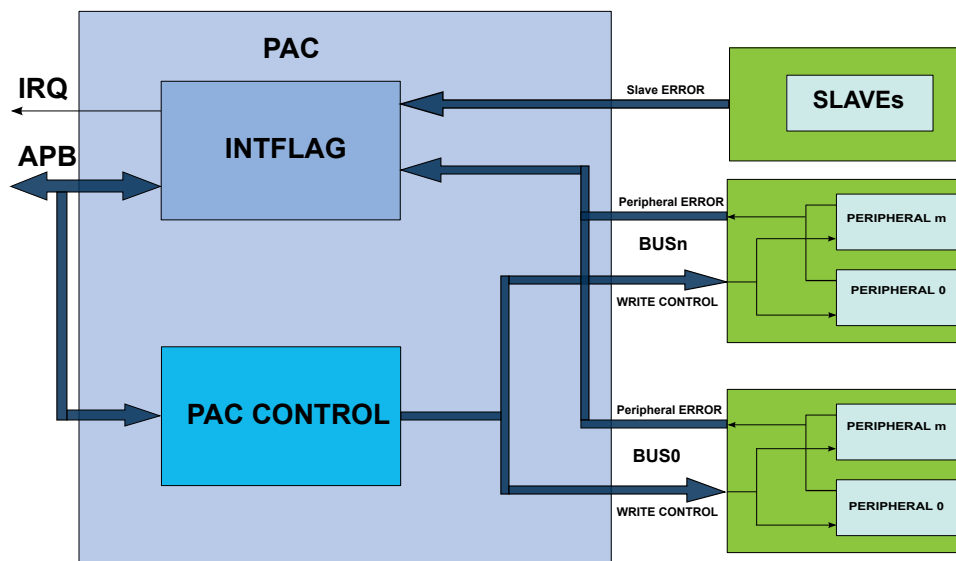 PAC
IRQ
Slave ERROR
SLAVEs
INTFLAG
APB
Peripheral ERROR
PERIPHERAL m
BUSn
PERIPHERAL 0
WRITE CONTROL
PAC CONTROL
Peripheral ERROR
PERIPHERAL m
BUS0
PERIPHERAL 0
WRITE CONTROL